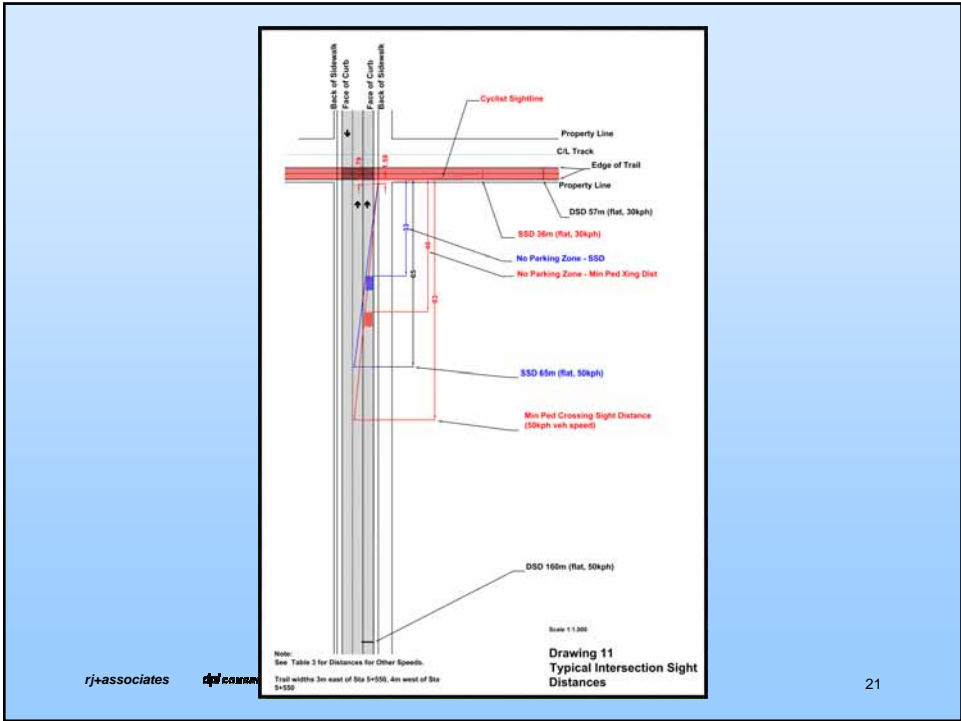 Back of Sidewalk
Face of Curb
Face of Curb
Back of Sidewalk
Cyclist Sightline
Property Line
C/L Track
Edge of Trail
Property Line
DSD 57m (flat, 30kph)
SSD 36m (flat, 30kph)
No Parking Zone - SSD
No Parking Zone - Min Ped Xing Dist
33
65
SSD 65m (flat, 50kph)
Min Ped Crossing Sight Distance
(50kph veh speed)
DSD 160m (flat, 50kph)
Scale 1:1,000
Drawing 11
Typical Intersection Sight
Distances
Note:
See Table 3 for Distances for Other Speeds.
Trail widths 3m east of Sta 5+550, 4m west of Sta
5+550
rj+associates
21